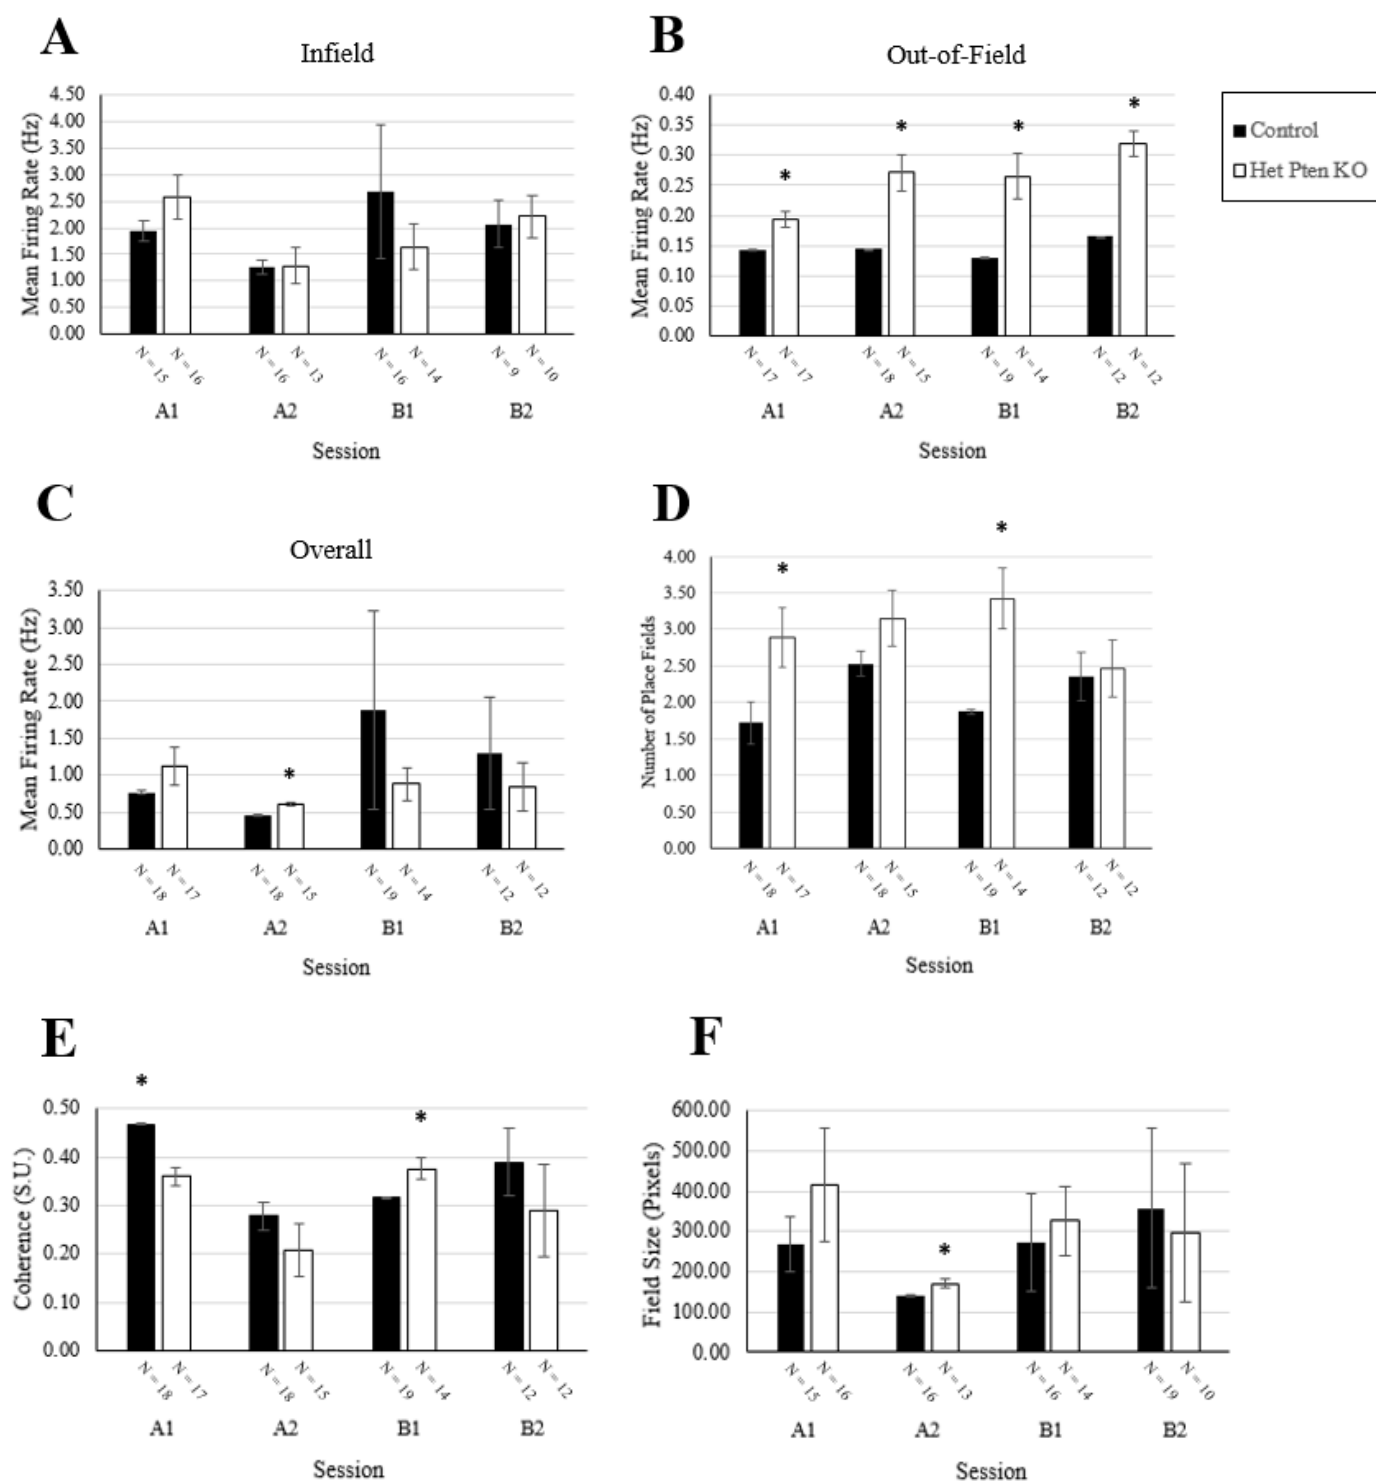 A
Infield
4.50
4.00
3.50
3.00
2.50
2.00
1.50
1.00
0.50
0.00
Mean Firing Rate (Hz)
N = 15
N = 16
N = 16
N = 13
N = 16
N = 14
N = 9
N = 10
A1
A2
B1
B2
Session
B
Out-of-Field
0.40
0.35
0.30
0.25
0.20
0.15
0.10
0.05
0.00
Mean Firing Rate (Hz)
*
*
*
*
N = 17
N = 17
N = 18
N = 15
N = 19
N = 14
N = 12
N = 12
A1
A2
B1
B2
Session
Control
Het Pten KO
C
Overall
3.50
3.00
2.50
2.00
1.50
1.00
0.50
0.00
Mean Firing Rate (Hz)
*
N = 18
N = 17
N = 18
N = 15
N = 19
N = 14
N = 12
N = 12
A1
A2
B1
B2
Session
D
4.00
3.50
3.00
2.50
2.00
1.50
1.00
0.50
0.00
Number of Place Fields
*
*
N = 18
N = 17
N = 18
N = 15
N = 19
N = 14
N = 12
N = 12
A1
A2
B1
B2
Session
E
0.50
0.40
0.30
0.20
0.10
0.00
Coherence (S.U.)
*
*
N = 18
N = 17
N = 18
N = 15
N = 19
N = 14
N = 12
N = 12
A1
A2
B1
B2
Session
F
600.00
500.00
400.00
300.00
200.00
100.00
0.00
Field Size (Pixels)
*
N = 15
N = 16
N = 16
N = 13
N = 16
N = 14
N = 19
N = 10
A1
A2
B1
B2
Session